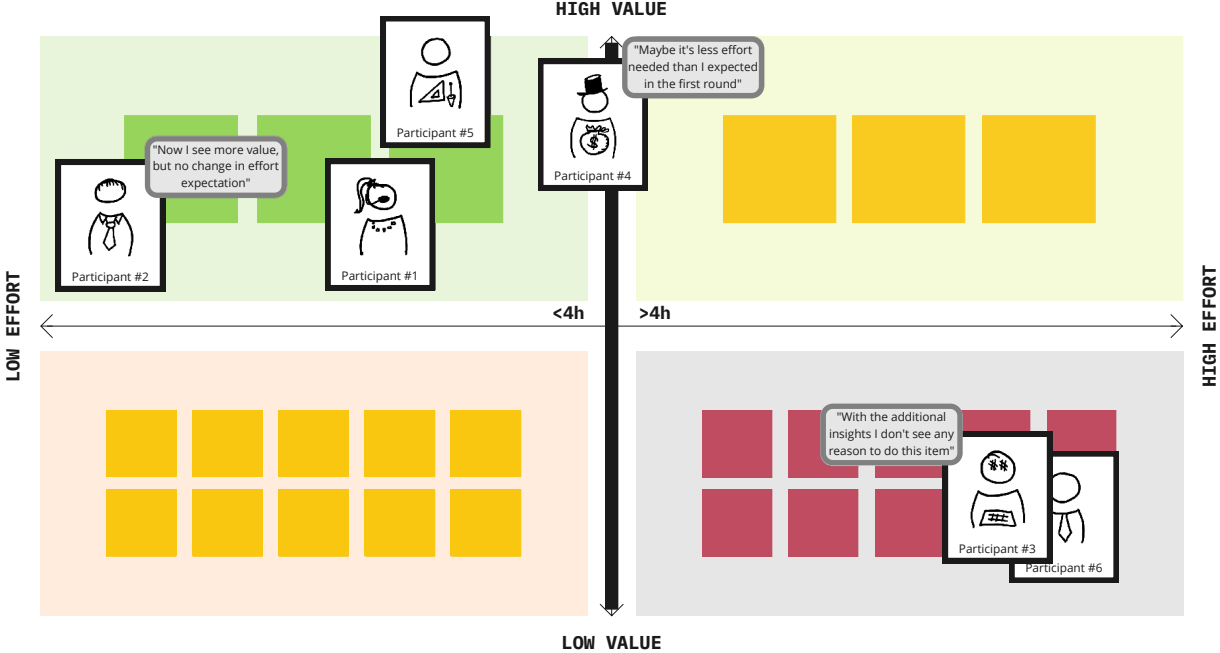 HIGH VALUE
"Maybe it's less effort
needed than I expected
in the first round"
Participant #5
"Now I see more value,
but no change in effort
expectation"
Participant #4
$
Participant #2
Participant #1
LOW EFFORT
<4h
>4h
HIGH EFFORT
"With the additional
insights I don't see any
reason to do this item"
Participant #3
Participant #6
LOW VALUE